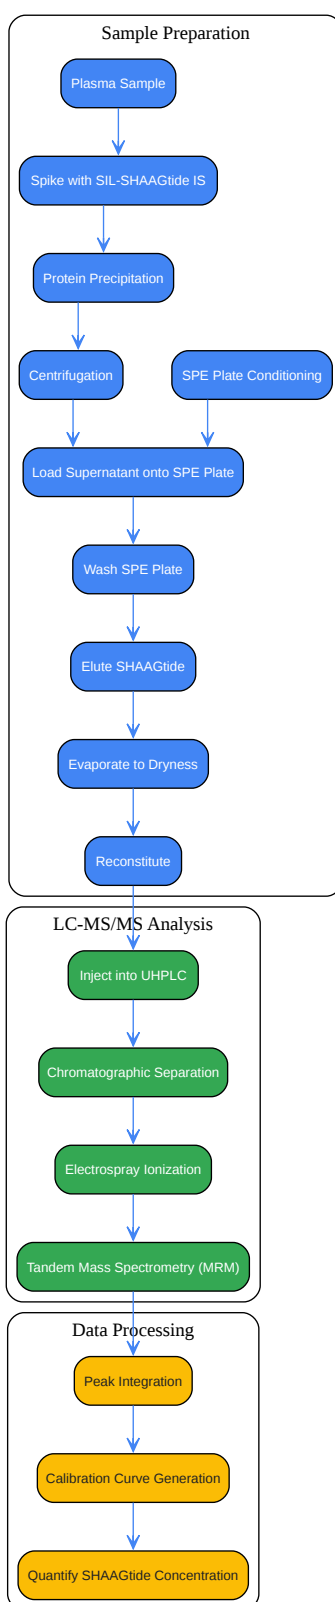 Sample Preparation
Plasma Sample
Spike with SIL-SHAAGtide IS
Protein Precipitation
Centrifugation
SPE Plate Conditioning
Load Supernatant onto SPE Plate
Wash SPE Plate
Elute SHAAGtide
Evaporate to Dryness
Reconstitute
LC-MS/MS Analysis
Inject into UHPLC
Chromatographic Separation
Electrospray Ionization
Tandem Mass Spectrometry (MRM)
Data Processing
Peak Integration
Calibration Curve Generation
Quantify SHAAGtide Concentration